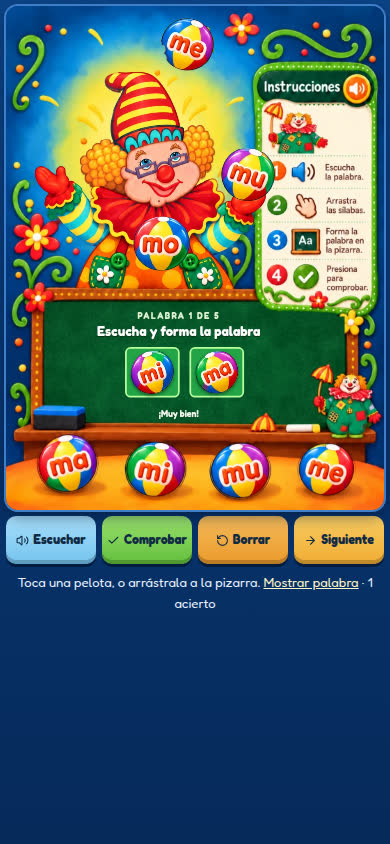 me
Instrucciones
mu
1 Escucha
la palabra.
2 Arrastra
las sílabas.
3 Aa Forma la
palabra en
la pizarra.
4 Presiona
para
comprobar.
mo
PALABRA 1 DE 5
Escucha y forma la palabra
mi ma
¡Muy bien!
ma mi mu me
Escuchar Comprobar Borrar Siguiente
Toca una pelota, o arrástrala a la pizarra. Mostrar palabra · 1
acierto